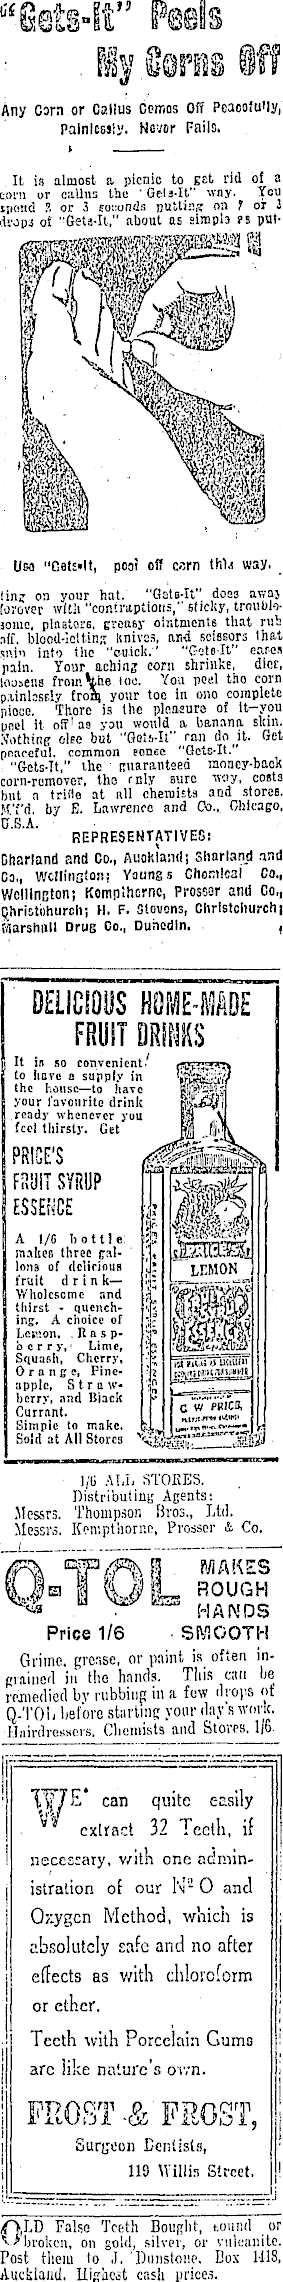 "Gets-It" Peels
My Corns Off
Any Corn or Callus Comes Off Peacefully,
Painlessly. Never Fails.
It is almost a picnic to get rid of a
corn or callus the "Gets-It" way. You
spend 2 or 3 seconds putting on 2 or 3
drops of "Gets-It," about as simple as put-
Use "Gets-It, peel off corn this way.
ting on your hat. "Gets-It" does away
forever with "contraptions," sticky, trouble-
some, plasters, greasy ointments that rub
off, blood-letting knives, and scissors that
snip into the "quick." "Gets-It" eases
pain. Your aching corn shrinks, dies,
loosens from the toe. You peel the corn
painlessly from your toe in one complete
piece. There is the pleasure of it—you
peel it off as you would a banana skin.
Nothing else but "Gets-It" can do it. Get
peaceful, common sense "Gets-It."
"Gets-It," the guaranteed money-back
corn-remover, the only sure way, costs
but a trifle at all chemists and stores.
M'f'd. by E. Lawrence and Co., Chicago,
U.S.A.
REPRESENTATIVES:
Sharland and Co., Auckland; Sharland and
Co., Wellington; Youngs Chemical Co.,
Wellington; Kempthorne, Prosser and Co.,
Christchurch; H. F. Stevens, Christchurch;
Marshall Drug Co., Dunedin.
DELICIOUS HOME-MADE
FRUIT DRINKS
It is so convenient
to have a supply in
the house—to have
your favourite drink
ready whenever you
feel thirsty. Get
PRICE'S
FRUIT SYRUP
ESSENCE
A 1/6 bottle
makes three gal-
lons of delicious
fruit drink—
Wholesome and
thirst-quench-
ing. A choice of
Lemon, Rasp-
berry, Lime,
Squash, Cherry,
Orange, Pine-
apple, Straw-
berry, and Black
Currant.
Simple to make.
Sold at All Stores
PRICE'S
LEMON
FRUIT SYRUP
ESSENCE
C W PRICE,
1/6 ALL STORES.
Distributing Agents:
Messrs. Thompson Bros., Ltd.
Messrs. Kempthorne, Prosser & Co.
Q-TOL MAKES
ROUGH
HANDS
Price 1/6 SMOOTH
Grime, grease, or paint is often in-
grained in the hands. This can be
remedied by rubbing in a few drops of
Q-TOL before starting your day's work.
Hairdressers, Chemists and Stores, 1/6.
WE can quite easily
extract 32 Teeth, if
necessary, with one admin-
istration of our N2 O and
Oxygen Method, which is
absolutely safe and no after
effects as with chloroform
or ether.
Teeth with Porcelain Gums
are like nature's own.
FROST & FROST,
Surgeon Dentists,
119 Willis Street.
OLD False Teeth Bought, sound or
broken, on gold, silver, or vulcanite.
Post them to J. Dunstone, Box 1418,
Auckland. Highest cash prices.